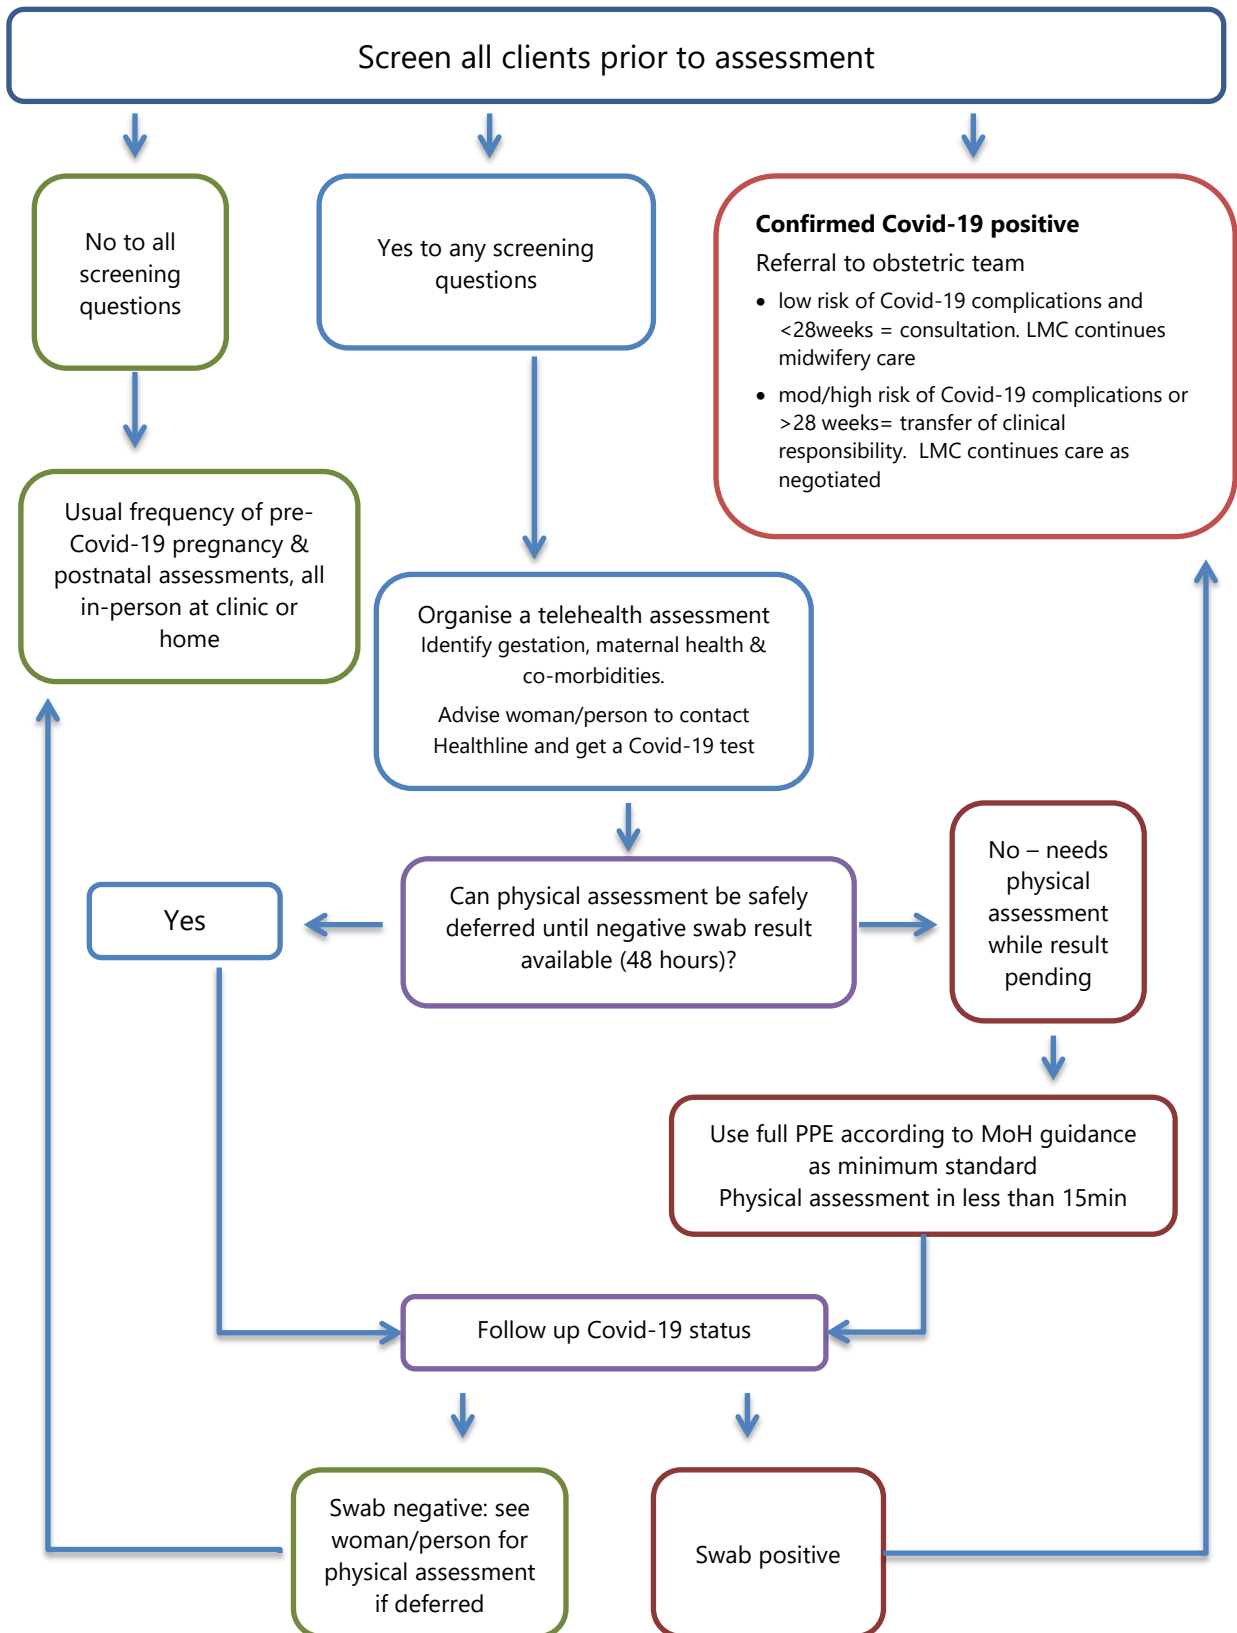 Screen all clients prior to assessment
No to all
screening
questions
Yes to any screening
questions
Confirmed Covid-19 positive
Referral to obstetric team
• low risk of Covid-19 complications and
<28weeks = consultation. LMC continues
midwifery care
• mod/high risk of Covid-19 complications or
>28 weeks= transfer of clinical
responsibility.  LMC continues care as
negotiated
Usual frequency of pre-
Covid-19 pregnancy &
postnatal assessments, all
in-person at clinic or
home
Organise a telehealth assessment
Identify gestation, maternal health &
co-morbidities.
Advise woman/person to contact
Healthline and get a Covid-19 test
Yes
Can physical assessment be safely
deferred until negative swab result
available (48 hours)?
No – needs
physical
assessment
while result
pending
Use full PPE according to MoH guidance
as minimum standard
Physical assessment in less than 15min
Follow up Covid-19 status
Swab negative: see
woman/person for
physical assessment
if deferred
Swab positive